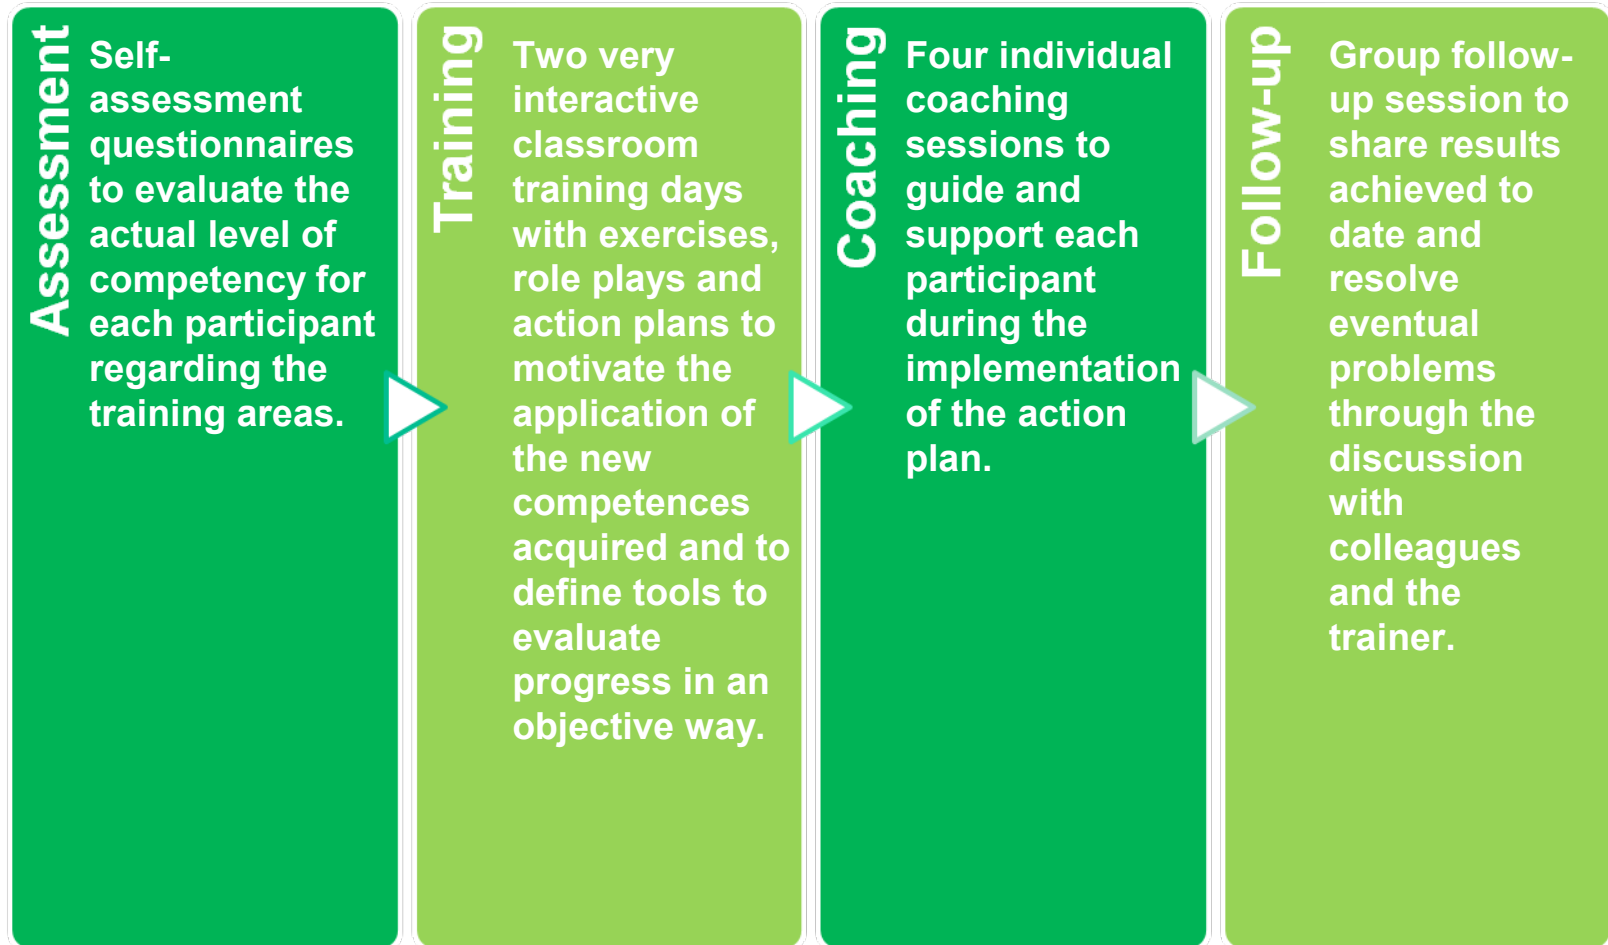 Assessment
Self-
assessment
questionnaires
to evaluate the
actual level of
competency for
each participant
regarding the
training areas.
Training
Two very
interactive
classroom
training days
with exercises,
role plays and
action plans to
motivate the
application of
the new
competences
acquired and to
define tools to
evaluate
progress in an
objective way.
Coaching
Four individual
coaching
sessions to
guide and
support each
participant
during the
implementation
of the action
plan.
Follow-up
Group follow-
up session to
share results
achieved to
date and
resolve
eventual
problems
through the
discussion
with
colleagues
and the
trainer.